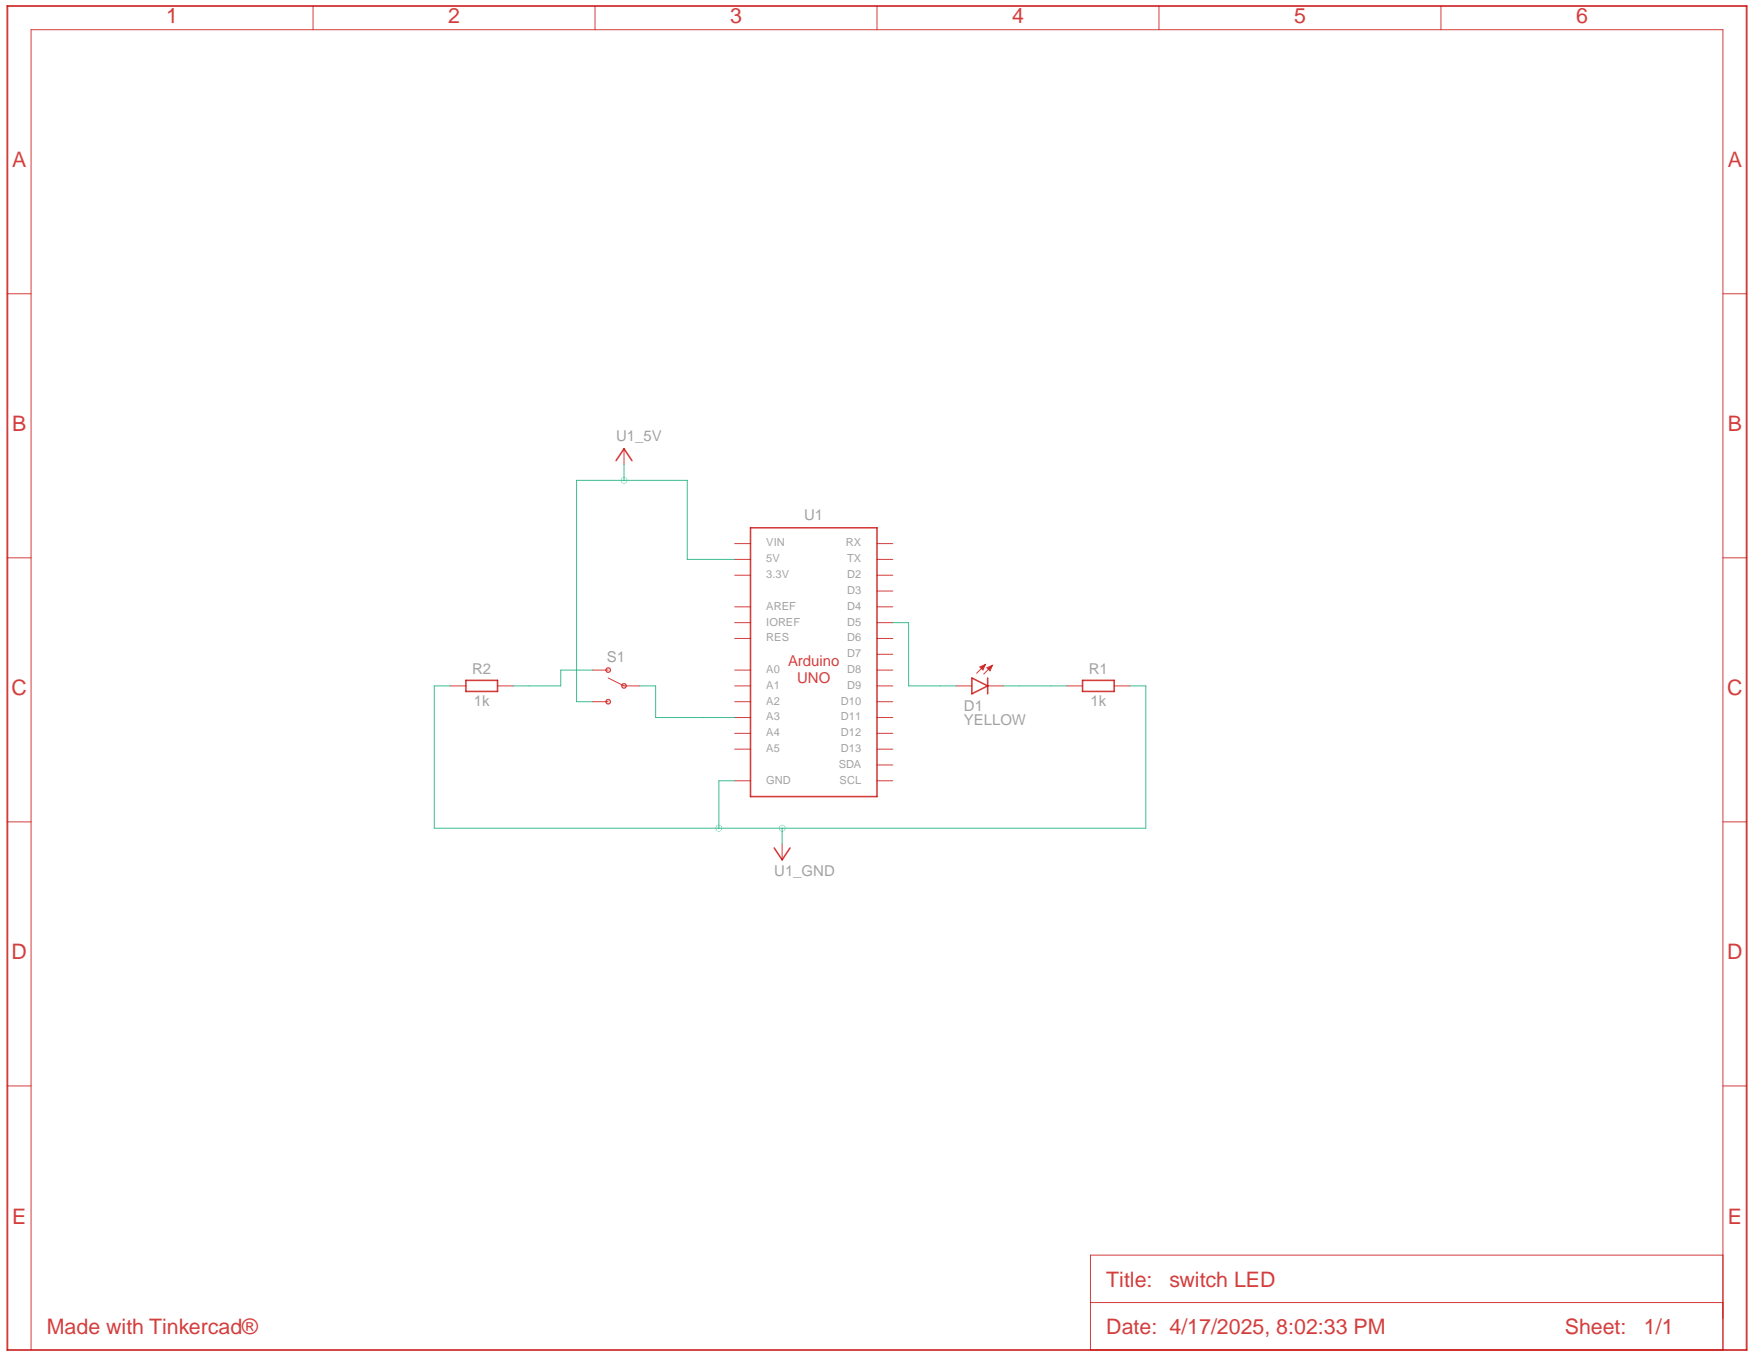 1 2 3 4 5 6
A A
B B
U1_5V
U1
VIN RX
5V TX
3.3V D2
D3
AREF D4
IOREF D5
RES D6
D7
A0 D8
A1 D9
A2 D10
A3 D11
A4 D12
A5 D13
SDA
GND SCL
Arduino
UNO
S1
R2
1k
R1
1k
D1
YELLOW
C C
U1_GND
D D
E E
Title: switch LED
Date: 4/17/2025, 8:02:33 PM Sheet: 1/1
Made with Tinkercad®